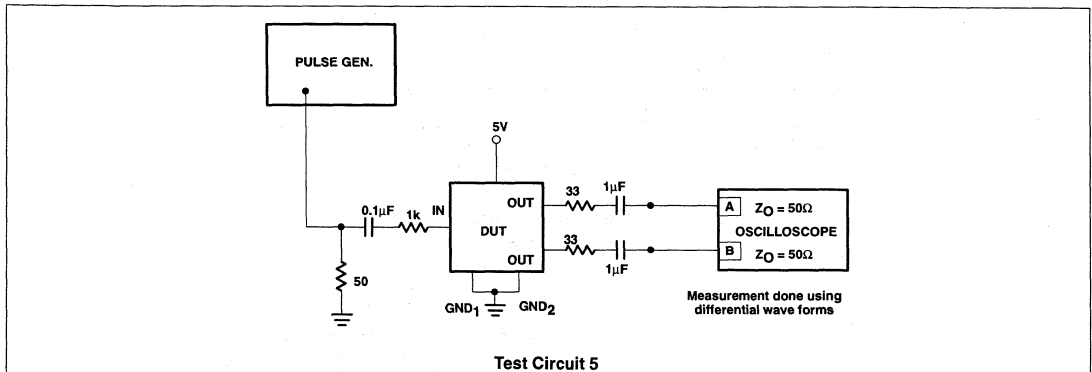 PULSE GEN.
5V
0.1µF
1k
IN
OUT
DUT
OUT
33
1µF
33
1µF
A
ZO = 50Ω
OSCILLOSCOPE
B
ZO = 50Ω
50
GND1
GND2
Measurement done using
differential wave forms
Test Circuit 5